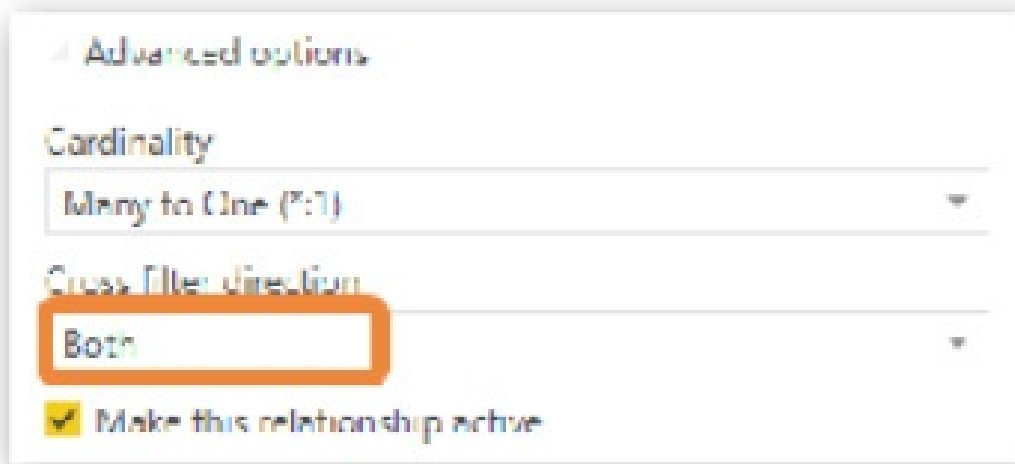 Advanced options
Cardinality
Many to One (*:1)
Cross filter direction
Both
Make this relationship active